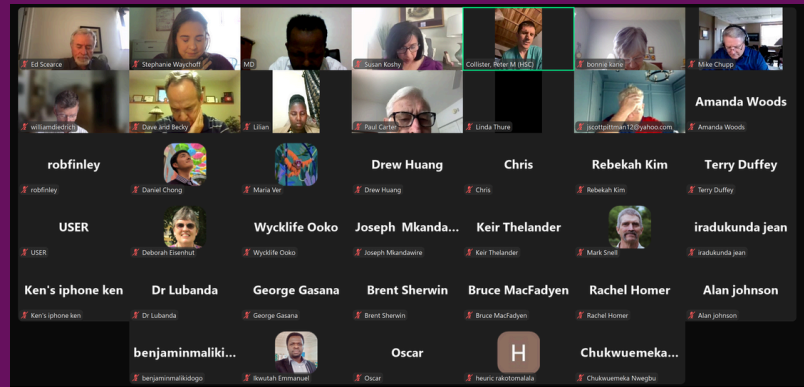 Ed Scearce
Stephanie Waychoff
MD
Susan Koshy
Collister, Peter M (HSC)
bonnie karie
Mike Chupp
williamdiedrich
Dave and Becky
Lilian
Paul Carter
Linda Thure
jscottpittman12@yahoo.com
Amanda Woods
Amanda Woods
robfinley
Drew Huang
Chris
Rebekah Kim
Terry Duffey
robfinley
Daniel Chong
Maria Ver
Drew Huang
Chris
Rebekah Kim
Terry Duffey
USER
Wycklife Ooko
Joseph Mkanda...
Keir Thelander
iradukunda jean
USER
Deborah Eisenhut
Wycklife Ooko
Joseph Mkandawire
Keir Thelander
Mark Snell
iradukunda jean
Ken's iphone ken
Dr Lubanda
George Gasana
Brent Sherwin
Bruce MacFadyen
Rachel Homer
Alan johnson
Ken's iphone ken
Dr Lubanda
George Gasana
Brent Sherwin
Bruce MacFadyen
Rachel Homer
Alan johnson
benjaminmaliki...
Oscar
H
Chukwuemeka...
benjaminmalikidogo
Ikwutah Emmanuel
Oscar
heuric rakotomalala
Chukwuemeka Nwegbu